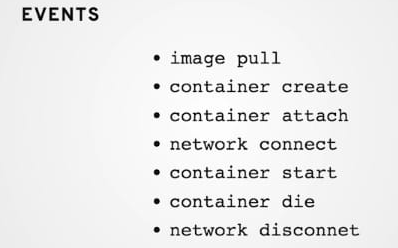 EVENTS
• image pull
• container create
• container attach
• network connect
• container start
• container die
• network disconnet